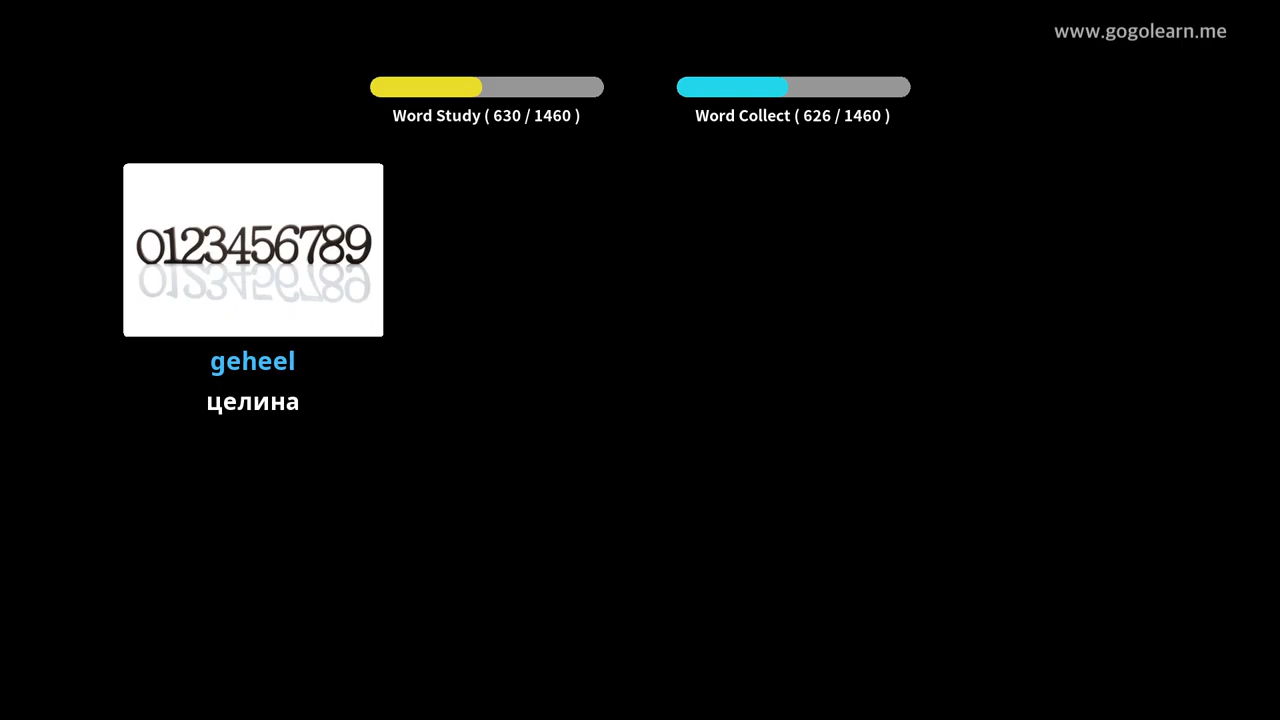 www.gogolearn.me
Word Study ( 630 / 1460 )
Word Collect ( 626 / 1460 )
0123456789
geheel
целина